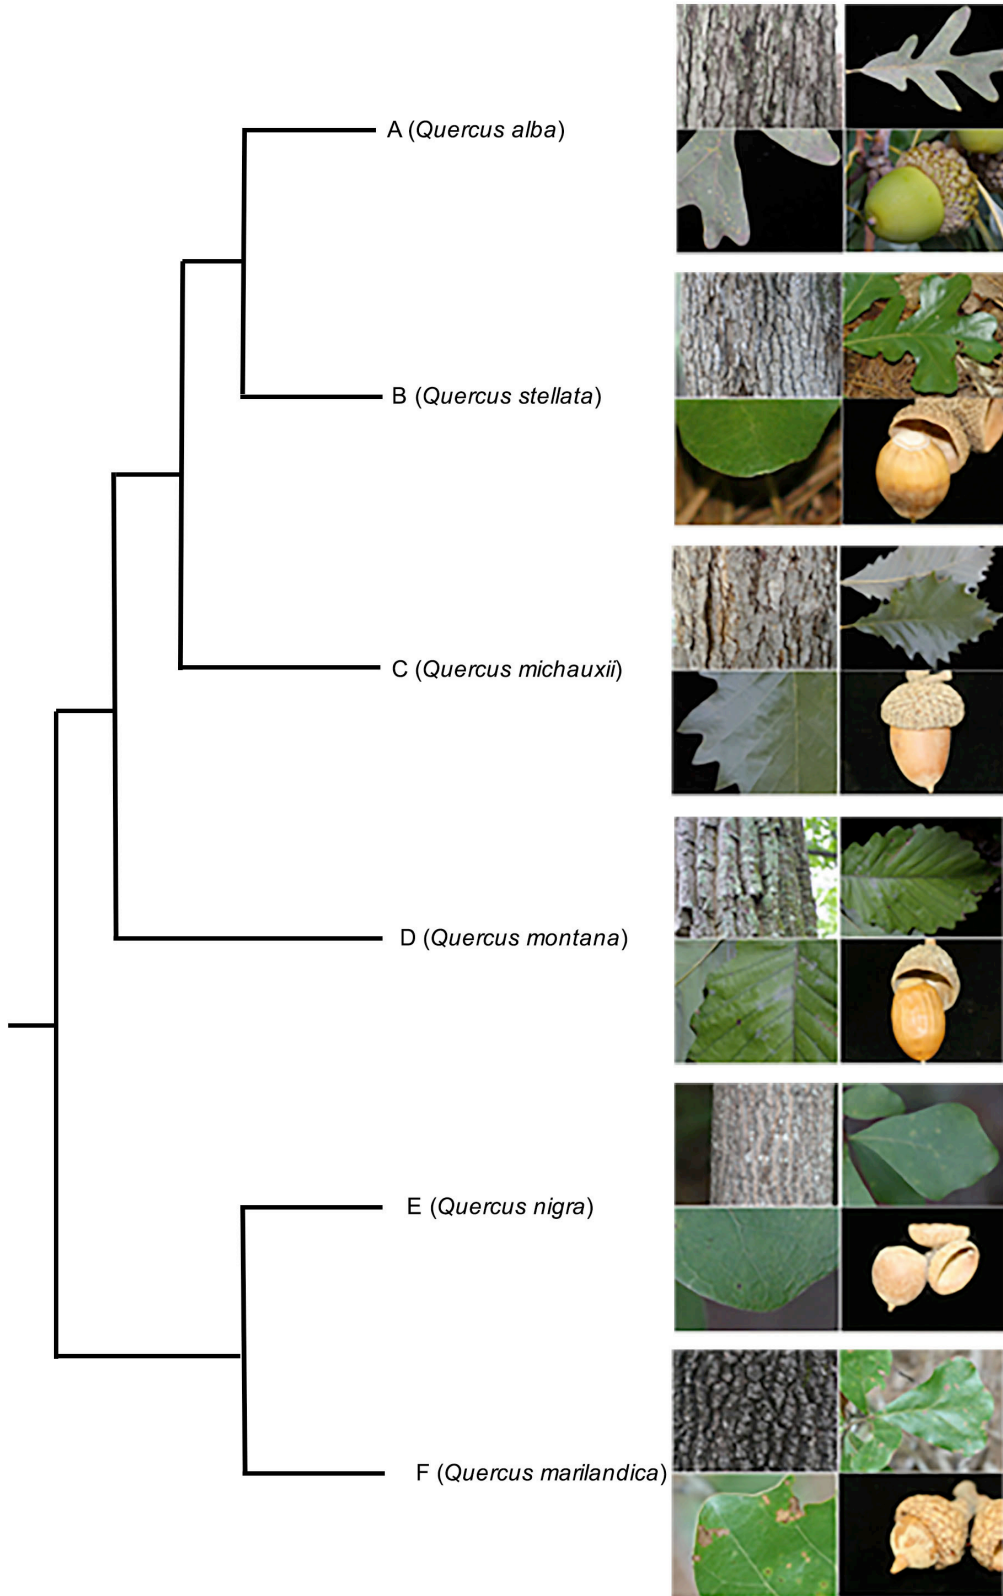 A (Quercus alba)
B (Quercus stellata)
C (Quercus michauxii)
D (Quercus montana)
E (Quercus nigra)
F (Quercus marilandica)